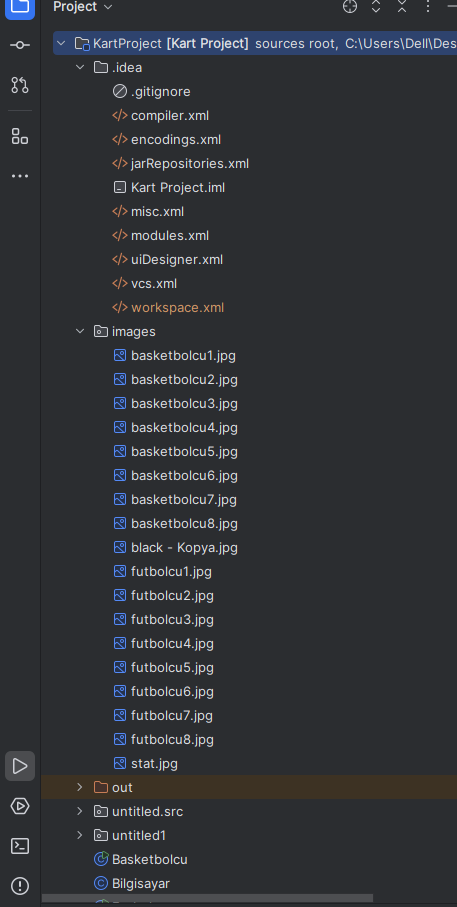 Project
KartProject [Kart Project] sources root, C:\Users\Dell\Des
.idea
.gitignore
compiler.xml
encodings.xml
jarRepositories.xml
Kart Project.iml
misc.xml
modules.xml
uiDesigner.xml
vcs.xml
workspace.xml
images
basketbolcu1.jpg
basketbolcu2.jpg
basketbolcu3.jpg
basketbolcu4.jpg
basketbolcu5.jpg
basketbolcu6.jpg
basketbolcu7.jpg
basketbolcu8.jpg
black - Kopya.jpg
futbolcu1.jpg
futbolcu2.jpg
futbolcu3.jpg
futbolcu4.jpg
futbolcu5.jpg
futbolcu6.jpg
futbolcu7.jpg
futbolcu8.jpg
stat.jpg
out
untitled.src
untitled1
Basketbolcu
Bilgisayar